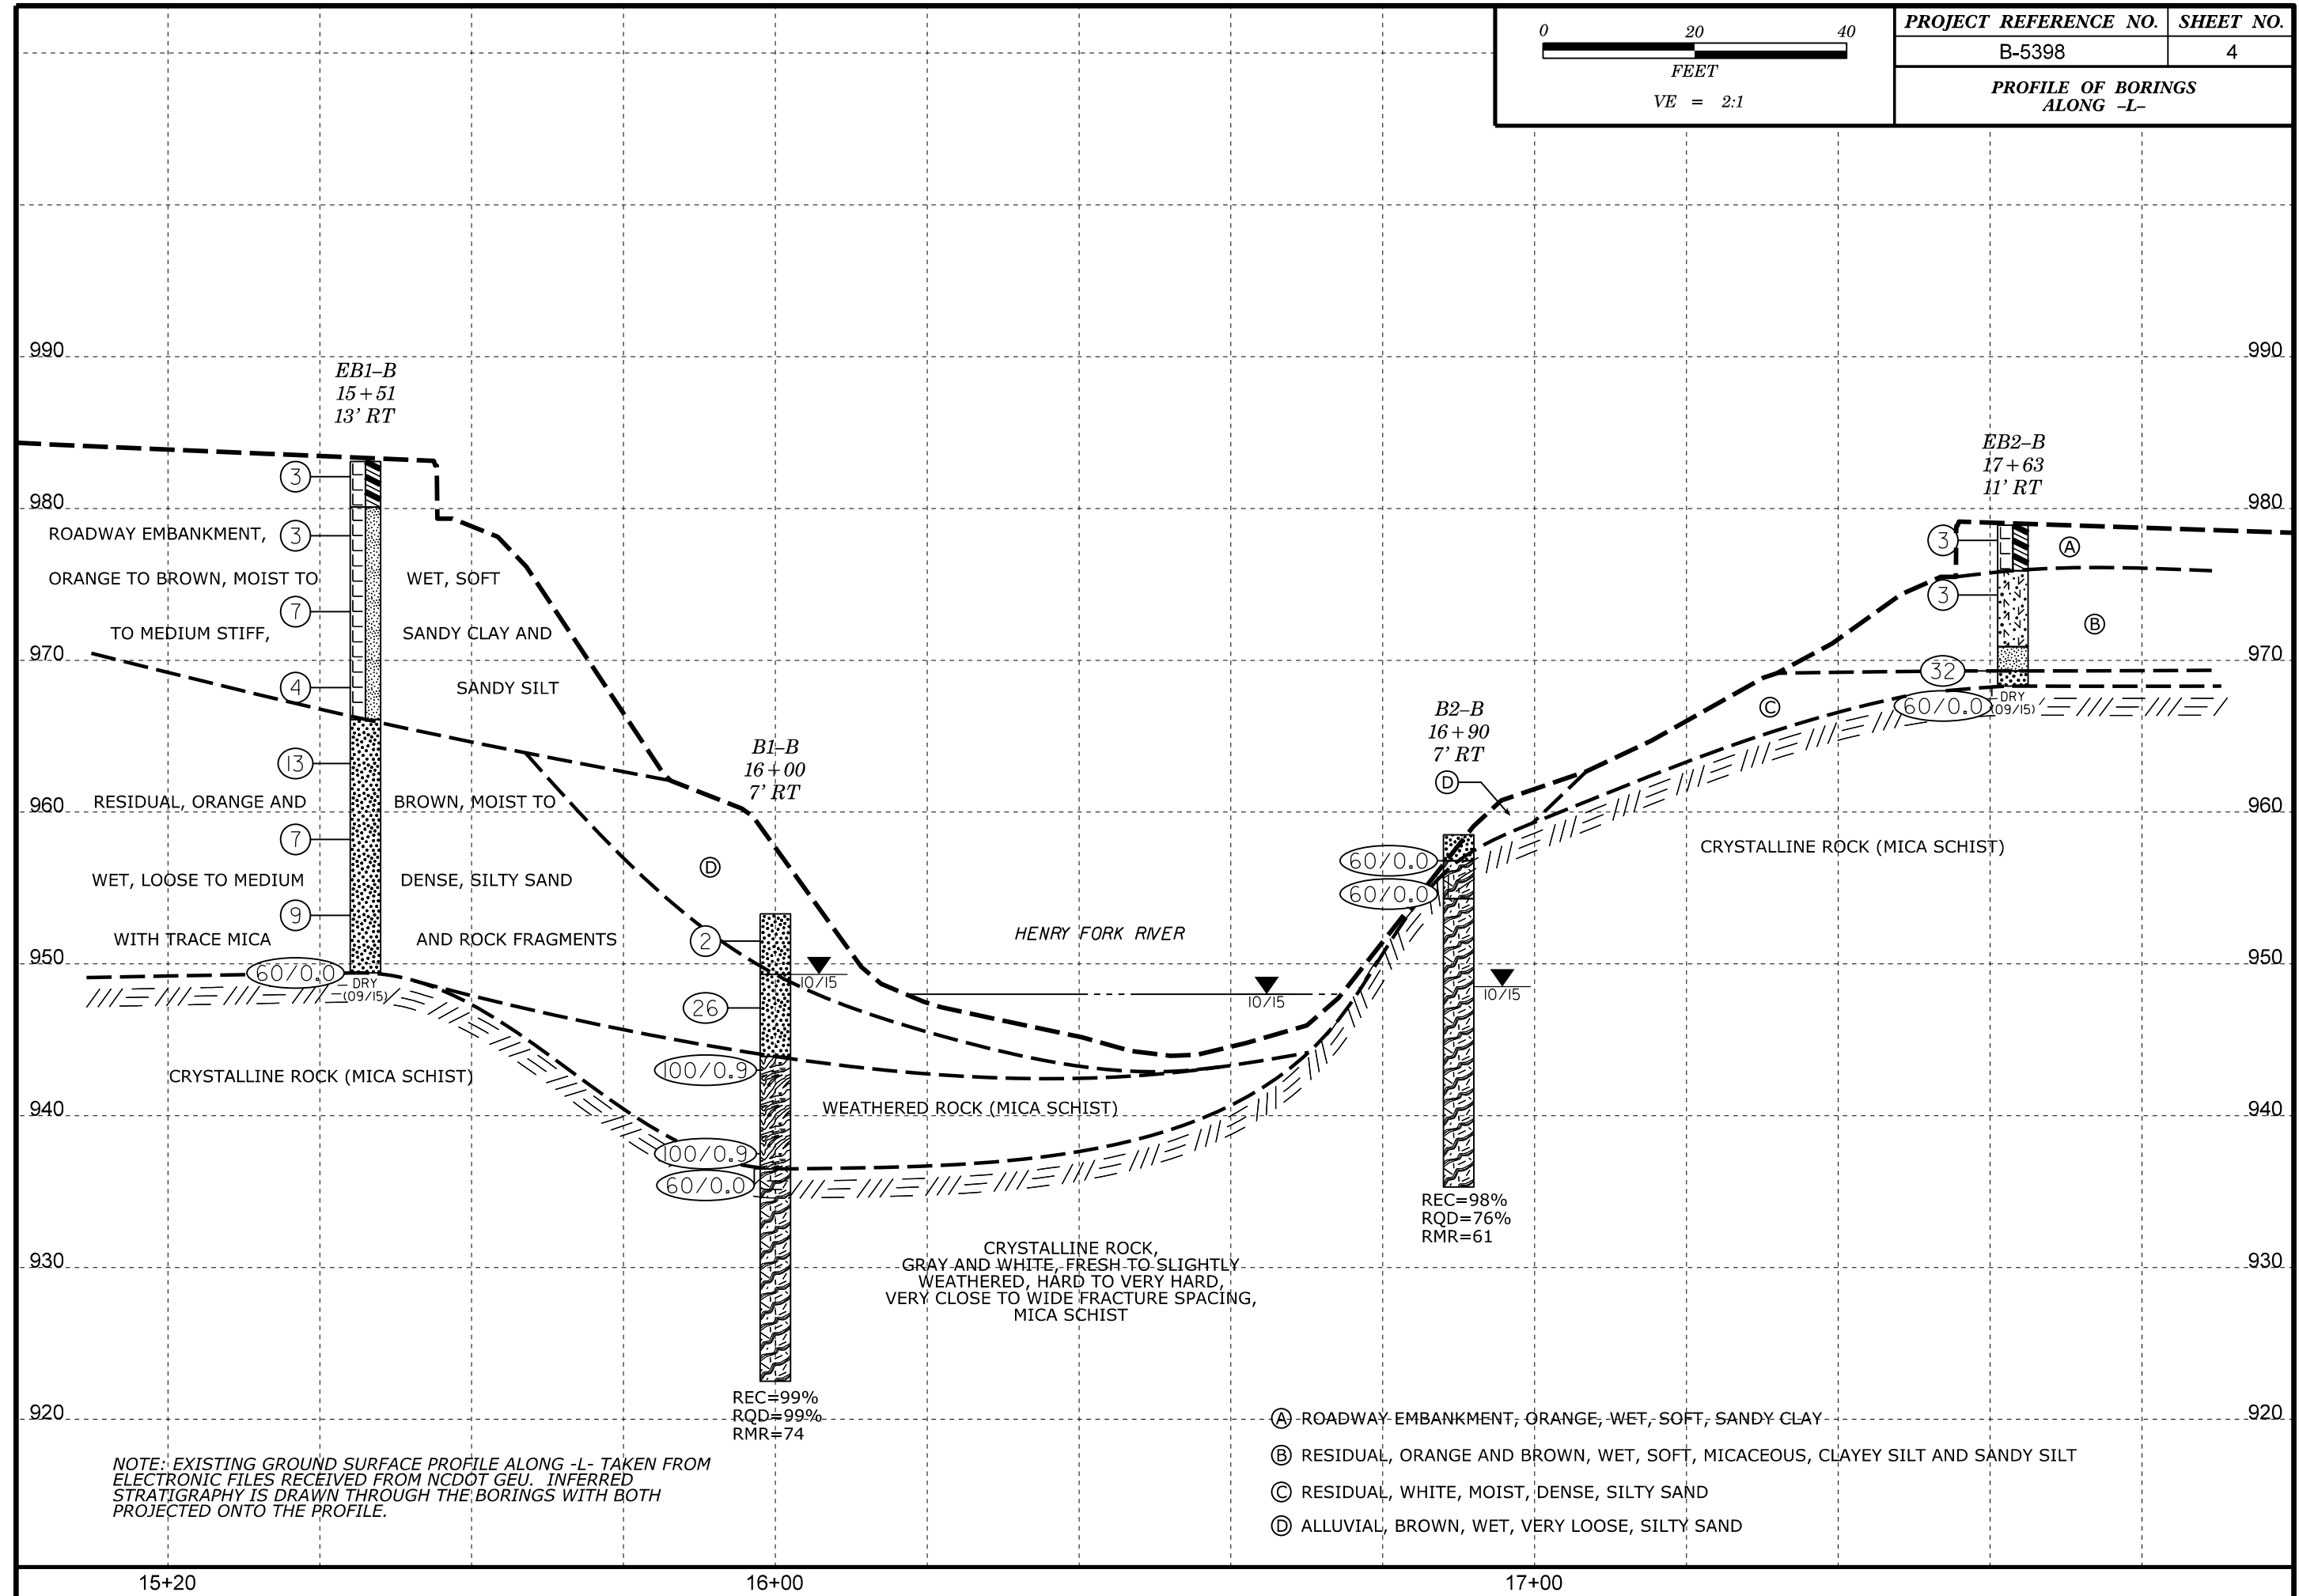 0 20 40
FEET
VE = 2:1
PROJECT REFERENCE NO. SHEET NO.
B-5398 4
PROFILE OF BORINGS
ALONG –L–
990 990
EB1–B
15+51
13' RT
EB2–B
17+63
11' RT
3
980 980
ROADWAY EMBANKMENT, 3
3 A
ORANGE TO BROWN, MOIST TO WET, SOFT
3
7
B
TO MEDIUM STIFF, SANDY CLAY AND
970 970
32
4 SANDY SILT
60/0.0 DRY
(09/15)
C
B2–B
16+90
7' RT
D
B1–B
16+00
7' RT
13
RESIDUAL, ORANGE AND BROWN, MOIST TO
960 960
7
CRYSTALLINE ROCK (MICA SCHIST)
60/0.0
D
WET, LOOSE TO MEDIUM DENSE, SILTY SAND
60/0.0
9
2
WITH TRACE MICA AND ROCK FRAGMENTS
HENRY FORK RIVER
950 950
60/0.0 DRY
(09/15)
10/15
10/15
10/15
26
CRYSTALLINE ROCK (MICA SCHIST)
100/0.9
WEATHERED ROCK (MICA SCHIST)
940 940
100/0.9
60/0.0
REC=98%
RQD=76%
RMR=61
CRYSTALLINE ROCK,
GRAY AND WHITE, FRESH TO SLIGHTLY
WEATHERED, HARD TO VERY HARD,
VERY CLOSE TO WIDE FRACTURE SPACING,
MICA SCHIST
930 930
REC=99%
RQD=99%
RMR=74
920 920
A ROADWAY EMBANKMENT, ORANGE, WET, SOFT, SANDY CLAY
B RESIDUAL, ORANGE AND BROWN, WET, SOFT, MICACEOUS, CLAYEY SILT AND SANDY SILT
C RESIDUAL, WHITE, MOIST, DENSE, SILTY SAND
D ALLUVIAL, BROWN, WET, VERY LOOSE, SILTY SAND
NOTE: EXISTING GROUND SURFACE PROFILE ALONG -L- TAKEN FROM
ELECTRONIC FILES RECEIVED FROM NCDOT GEU. INFERRED
STRATIGRAPHY IS DRAWN THROUGH THE BORINGS WITH BOTH
PROJECTED ONTO THE PROFILE.
15+20 16+00 17+00